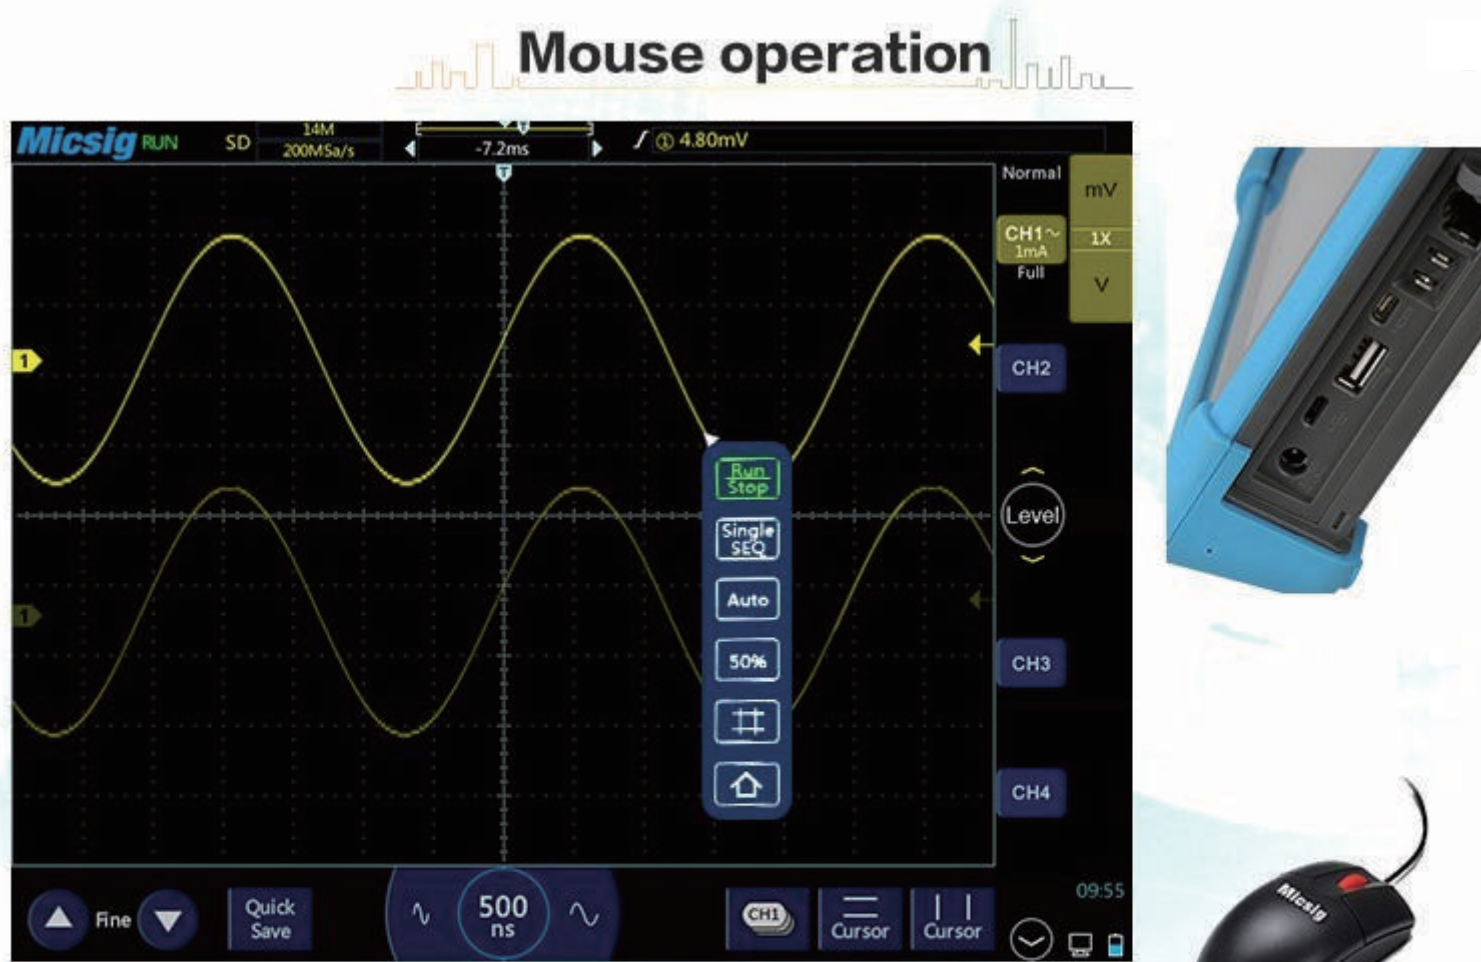 Mouse operation
Micsig RUN
SD
14M
200MSa/s
T
-7.2ms
① 4.80mV
T
Normal
mV
CH1~
1mA
Full
1X
V
1
CH2
Run
Stop
Single
SEQ
Level
Auto
1
50%
CH3
CH4
09:55
Fine
Quick
Save
500
ns
CH1
Cursor
Cursor
Micsig